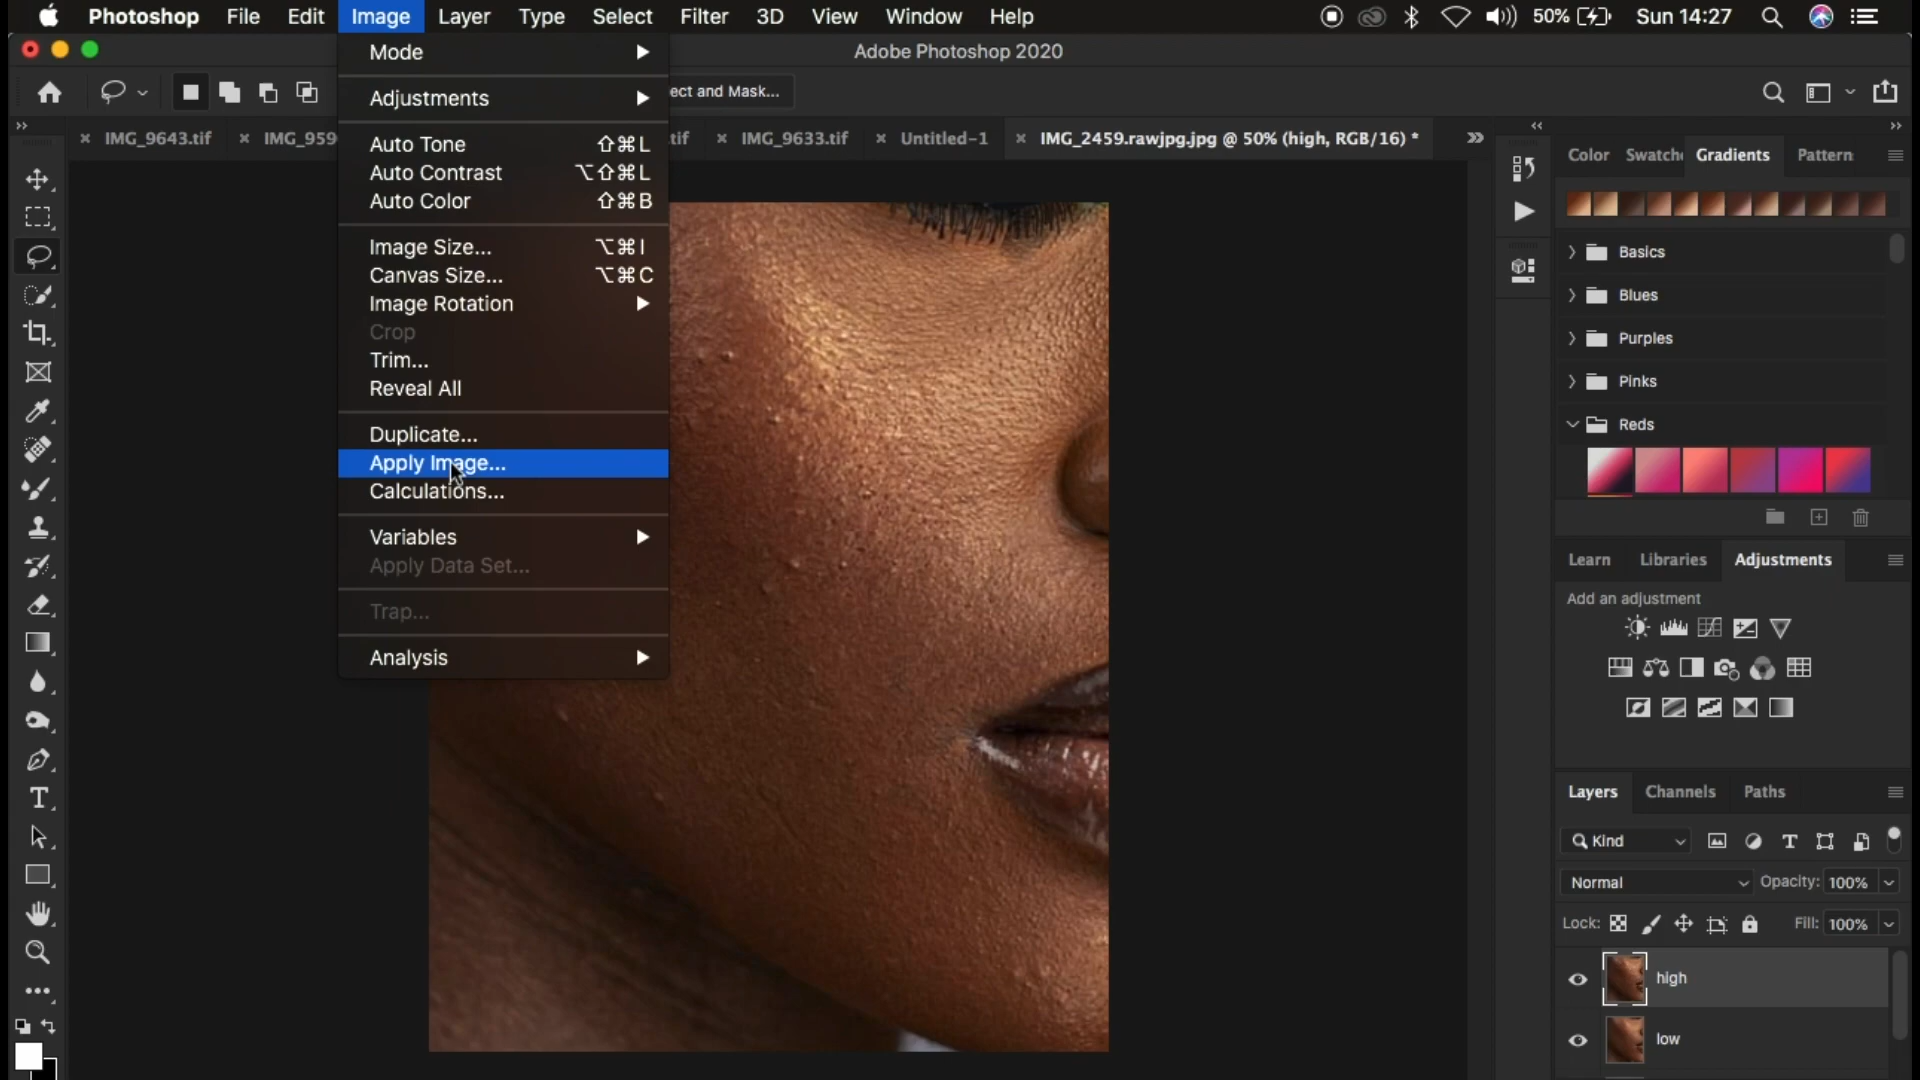 Photoshop File Edit Image Layer Type Select Filter 3D View Window Help 50% Sun 14:27
Adobe Photoshop 2020
ect and Mask...
× IMG_9643.tif × IMG_959 tif × IMG_9633.tif × Untitled-1 × IMG_2459.rawjpg.jpg @ 50% (high, RGB/16) *
Mode
Adjustments
Auto Tone ⇧⌘L
Auto Contrast ⌥⇧⌘L
Auto Color ⇧⌘B
Image Size... ⌥⌘I
Canvas Size... ⌥⌘C
Image Rotation
Crop
Trim...
Reveal All
Duplicate...
Apply Image...
Calculations...
Variables
Apply Data Set...
Trap...
Analysis
Color Swatch Gradients Pattern
Basics
Blues
Purples
Pinks
Reds
Learn Libraries Adjustments
Add an adjustment
Layers Channels Paths
Kind
Normal Opacity: 100%
Lock: Fill: 100%
high
low